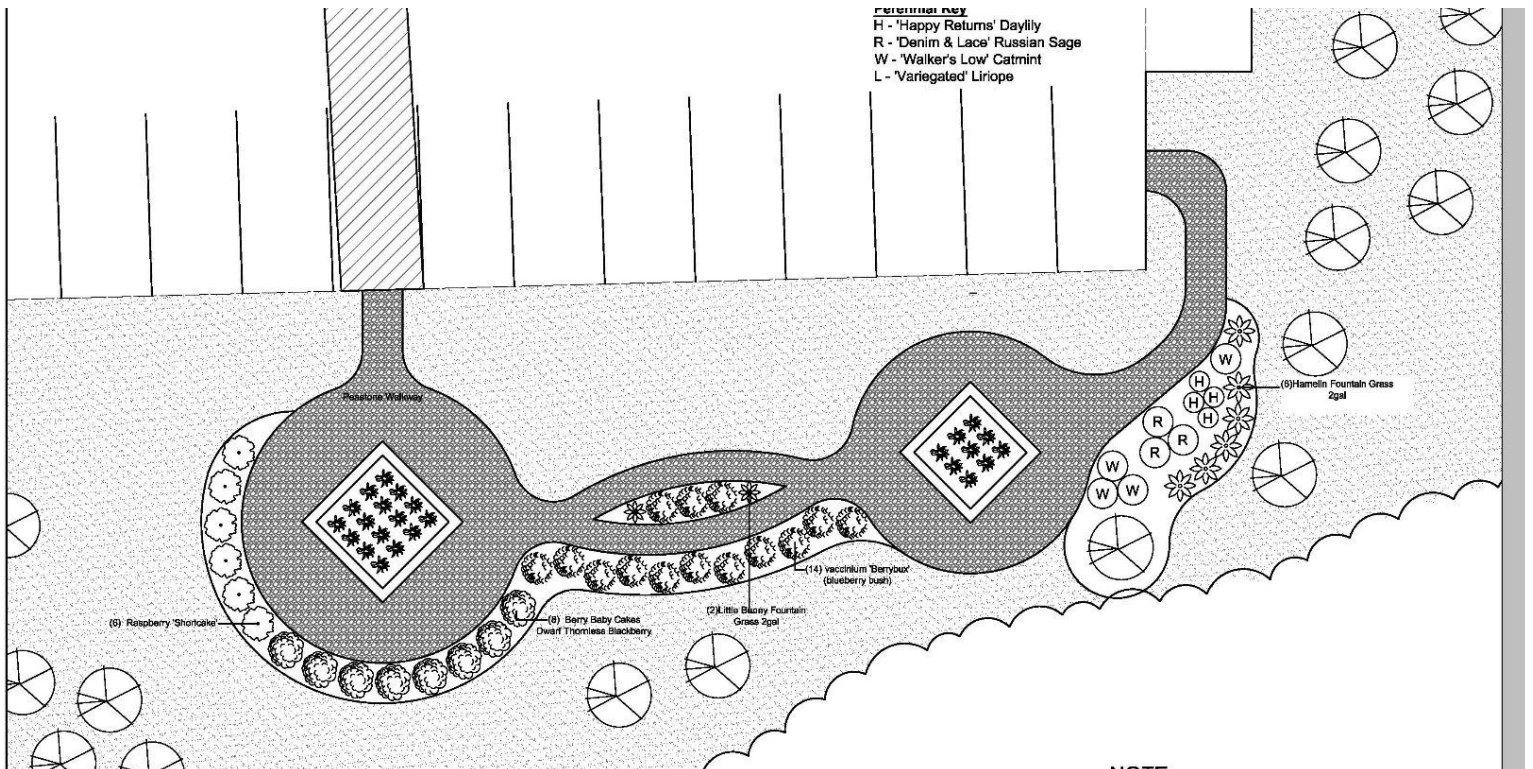 Perennial Key
H - 'Happy Returns' Daylily
R - 'Denim & Lace' Russian Sage
W - 'Walker's Low' Catmint
L - 'Variegated' Liriope
Peastone Walkway
W
H
H
H
H
R
R
R
W
W
W
(6)Hamelin Fountain Grass
2gal
(14) vaccinium 'Berrybux'
(blueberry bush)
(2)Little Bunny Fountain
Grass 2gal
(8) Berry Baby Cakes
Dwarf Thornless Blackberry
(6) Raspberry 'Shortcake'
NOTE